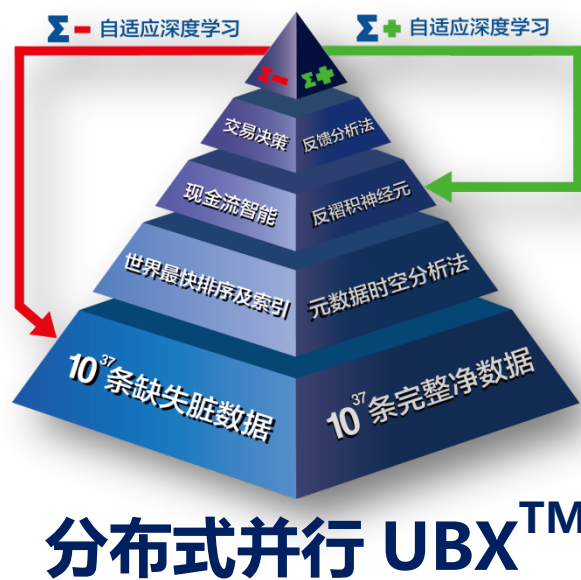 Σ- 自适应深度学习
Σ+ 自适应深度学习
Σ- Σ+
交易决策 反馈分析法
现金流智能 反褶积神经元
世界最快排序及索引 元数据时空分析法
10³⁷条缺失脏数据 10³⁷条完整净数据
分布式并行 UBX™